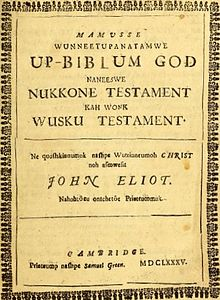 MAMUSSE
WUNNEETUPANATAMWE
UP-BIBLUM GOD
NANEESWE
NUKKONE TESTAMENT
KAH WONK
WUSKU TESTAMENT.
Ne quoshkinnumuk nashpe Wuttinneumoh CHRIST
noh asoowesit
JOHN ELIOT.
Nahohtôeu ontchetôe Printeuoomuk.
CAMBRIDGE.
Printeuoop nashpe Samuel Green. MDCLXXXV.